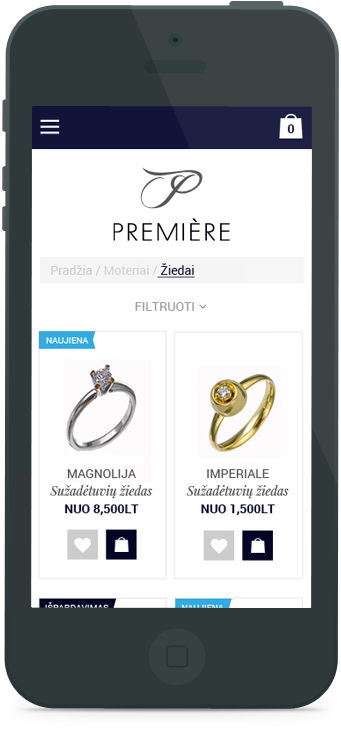 0
PREMIÈRE
Pradžia / Moteriai / Žiedai
FILTRUOTI
NAUJIENA
MAGNOLIJA
Sužadėtuvių žiedas
NUO 8,500LT
IMPERIALE
Sužadėtuvių žiedas
NUO 1,500LT
IŠPARDAVIMAS
NAUJIENA